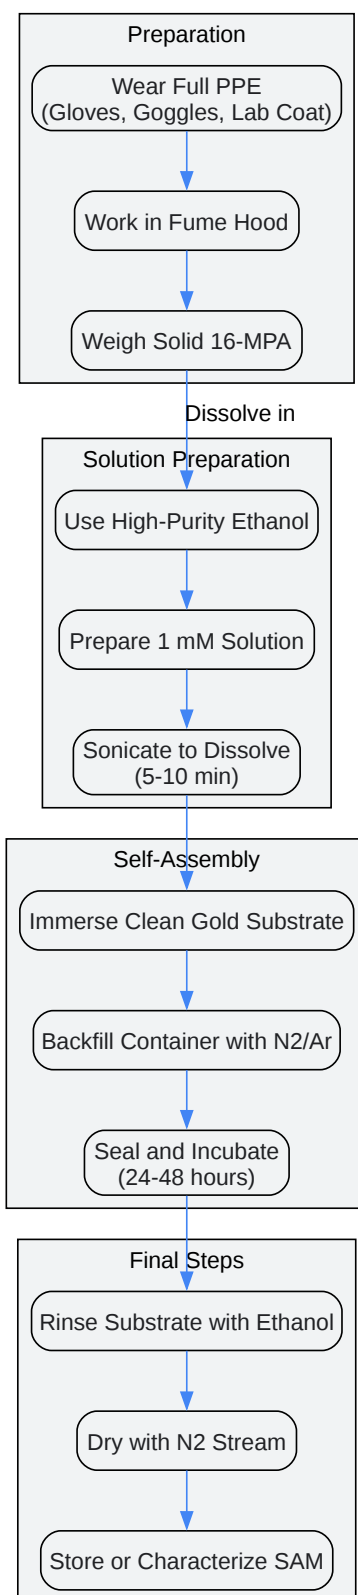 Preparation
Wear Full PPE
(Gloves, Goggles, Lab Coat)
Work in Fume Hood
Weigh Solid 16-MPA
Dissolve in
Solution Preparation
Use High-Purity Ethanol
Prepare 1 mM Solution
Sonicate to Dissolve
(5-10 min)
Self-Assembly
Immerse Clean Gold Substrate
Backfill Container with N2/Ar
Seal and Incubate
(24-48 hours)
Final Steps
Rinse Substrate with Ethanol
Dry with N2 Stream
Store or Characterize SAM